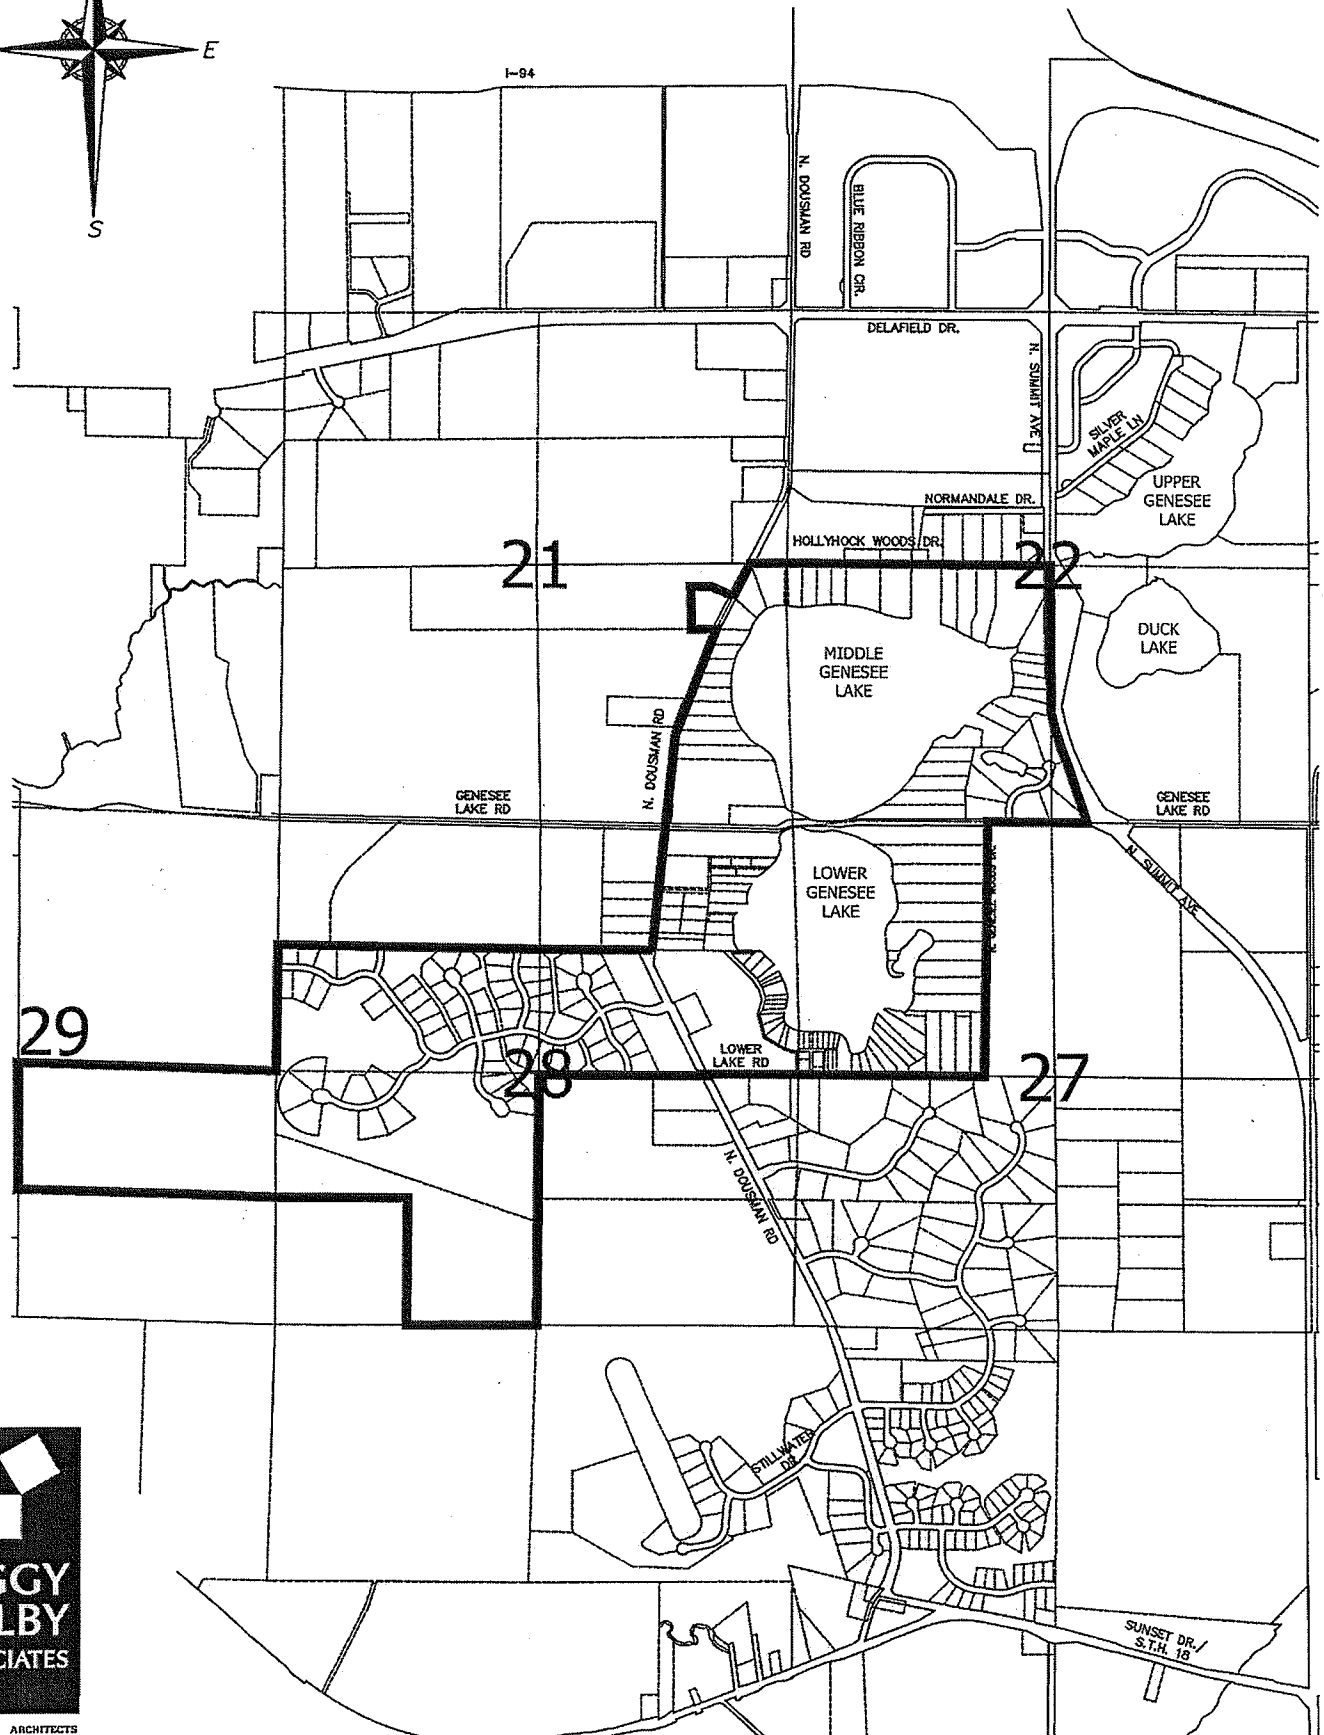 E
S
I-94
N. DOUSMAN RD
BLUE RIBBON CIR.
DELAFIELD DR.
N. SUMMIT AVE
SILVER
MAPLE LN
UPPER
GENESEE
LAKE
NORMANDALE DR.
HOLLYHOCK WOODS DR.
21
22
MIDDLE
GENESEE
LAKE
DUCK
LAKE
N. DOUSMAN RD
GENESEE
LAKE RD
GENESEE
LAKE RD
LOWER
GENESEE
LAKE
N. SUMMIT AVE
29
28
LOWER
LAKE RD
27
N. DOUSMAN RD
STILLWATER
DR
GGY
LBY
CIATES
ARCHITECTS
SUNSET DR./
S.T.H. 18